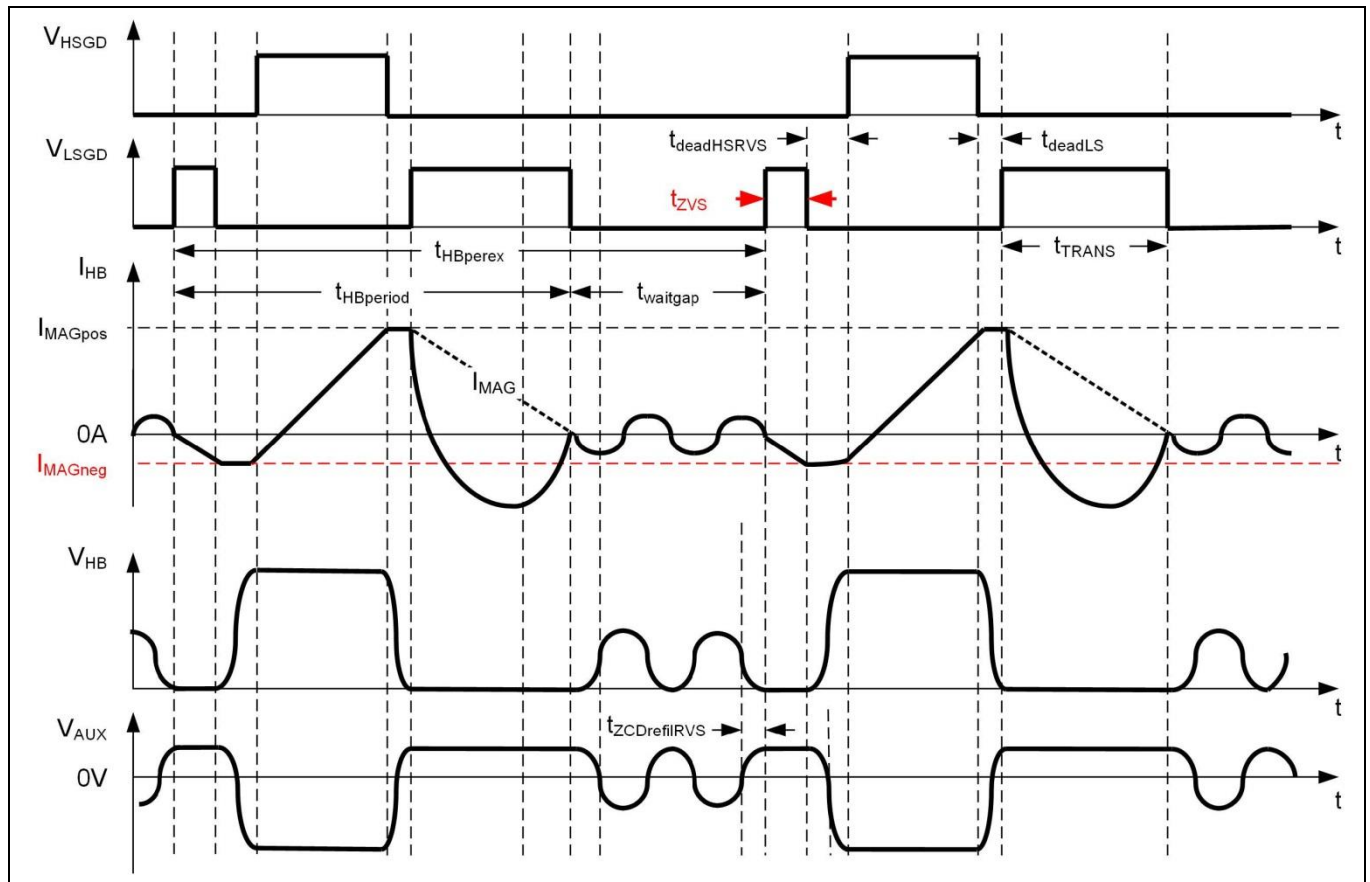 VHSGD
t
VLSGD
tdeadHSRVS
tdeadLS
tZVS
t
tHBperex
tTRANS
IHB
tHBperiod
twaitgap
IMAGpos
IMAG
0A
t
IMAGneg
VHB
t
VAUX
tZCDrefilRVS
0V
t